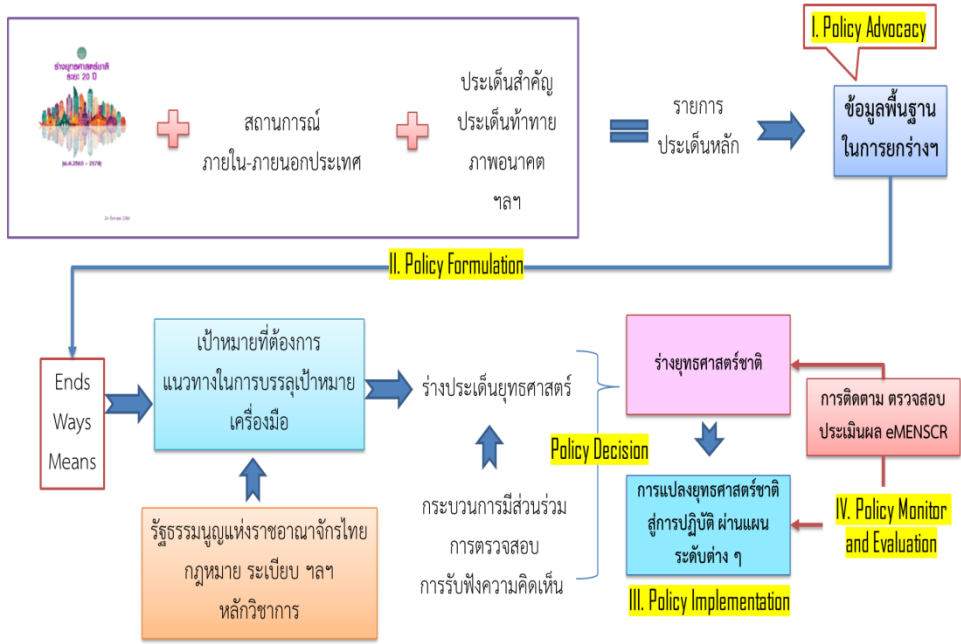 I. Policy Advocacy
ร่างยุทธศาสตร์ชาติ
ระยะ 20 ปี
สถานการณ์
ภายใน-ภายนอกประเทศ
ประเด็นสำคัญ
ประเด็นท้าทาย
ภาพอนาคต
ฯลฯ
รายการ
ประเด็นหลัก
ข้อมูลพื้นฐาน
ในการยกร่างฯ
II. Policy Formulation
Ends
Ways
Means
เป้าหมายที่ต้องการ
แนวทางในการบรรลุเป้าหมาย
เครื่องมือ
รัฐธรรมนูญแห่งราชอาณาจักรไทย
กฎหมาย ระเบียบ ฯลฯ
หลักวิชาการ
ร่างประเด็นยุทธศาสตร์
กระบวนการมีส่วนร่วม
การตรวจสอบ
การรับฟังความคิดเห็น
Policy Decision
ร่างยุทธศาสตร์ชาติ
การแปลงยุทธศาสตร์ชาติ
สู่การปฏิบัติ ผ่านแผน
ระดับต่าง ๆ
III. Policy Implementation
การติดตาม ตรวจสอบ
ประเมินผล eMENSCR
IV. Policy Monitor
and Evaluation